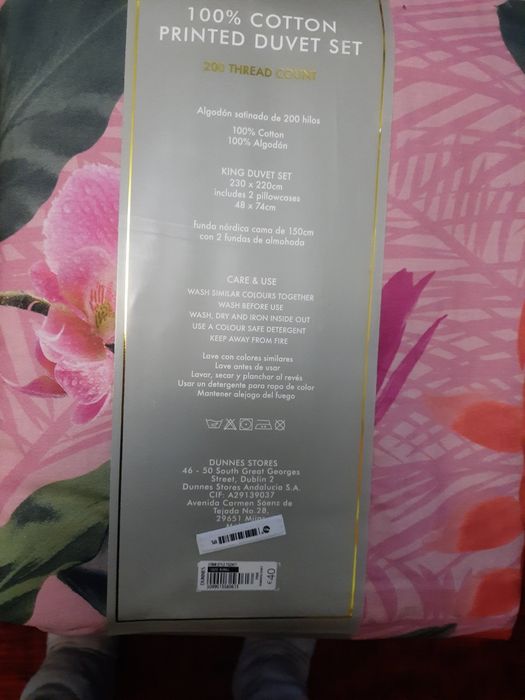 100% COTTON
PRINTED DUVET SET
200 THREAD COUNT
Algodón satinado de 200 hilos
100% Cotton
100% Algodón
KING DUVET SET
230 x 220cm
includes 2 pillowcases
48 x 74cm
funda nórdica cama de 150cm
con 2 fundas de almohada
CARE & USE
WASH SIMILAR COLOURS TOGETHER
WASH BEFORE USE
WASH, DRY AND IRON INSIDE OUT
USE A COLOUR SAFE DETERGENT
KEEP AWAY FROM FIRE
Lave con colores similares
Lave antes de usar
Lavar, secar y planchar al revés
Usar un detergente para ropa de color
Mantener alejago del fuego
DUNNES STORES
46 - 50 South Great Georges
Street, Dublin 2
Dunnes Stores Andalucia S.A.
CIF: A29139037
Avenida Carmen Saenz de
Tejada No 28,
29651
DUNNES
€40